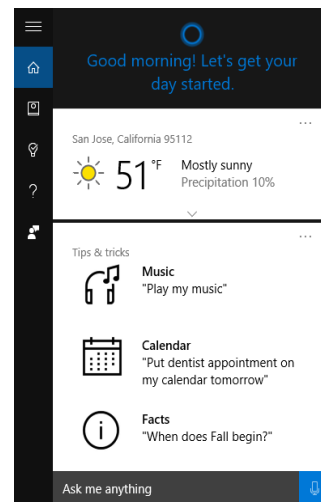 Good morning! Let's get your
day started.
San Jose, California 95112
51°F
Mostly sunny
Precipitation 10%
Tips & tricks
Music
"Play my music"
Calendar
"Put dentist appointment on
my calendar tomorrow"
Facts
"When does Fall begin?"
Ask me anything